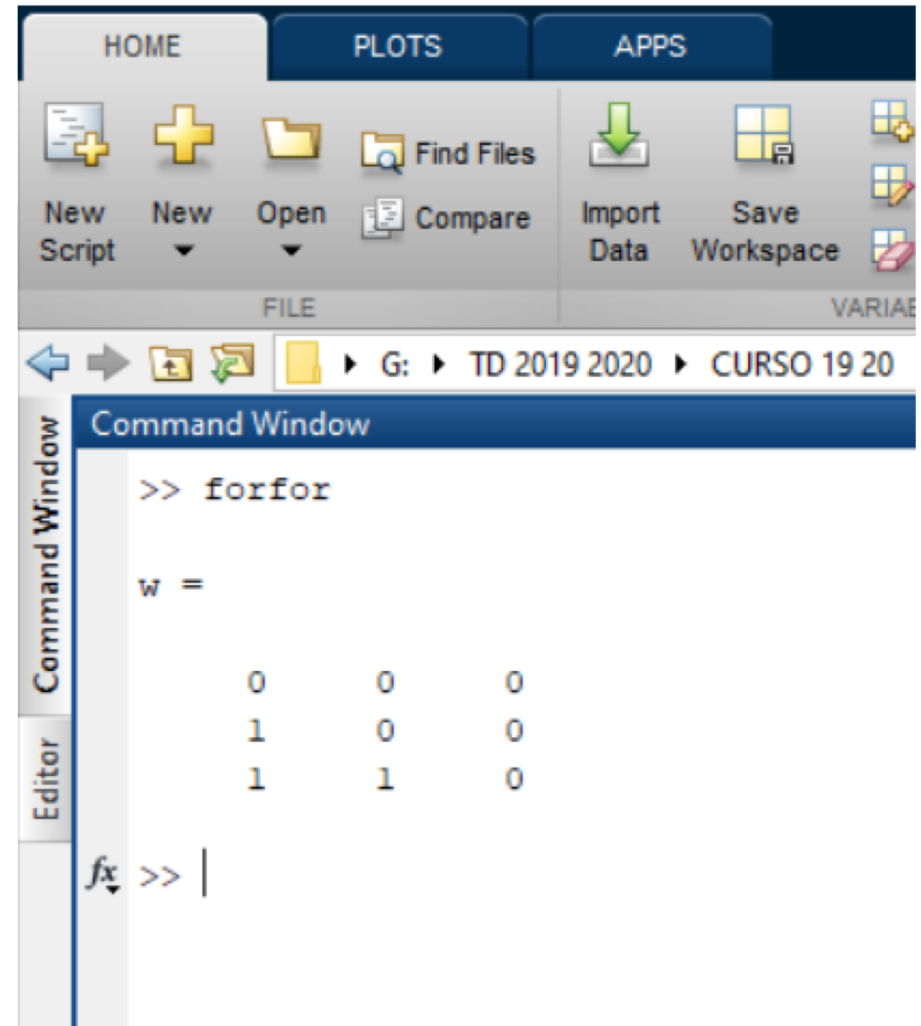 HOME PLOTS APPS
New Script
New
Open
Find Files
Compare
Import Data
Save Workspace
FILE
G: TD 2019 2020 CURSO 19 20
Command Window
Editor
Command Window
>> forfor
w =
0 0 0
1 0 0
1 1 0
fx >>